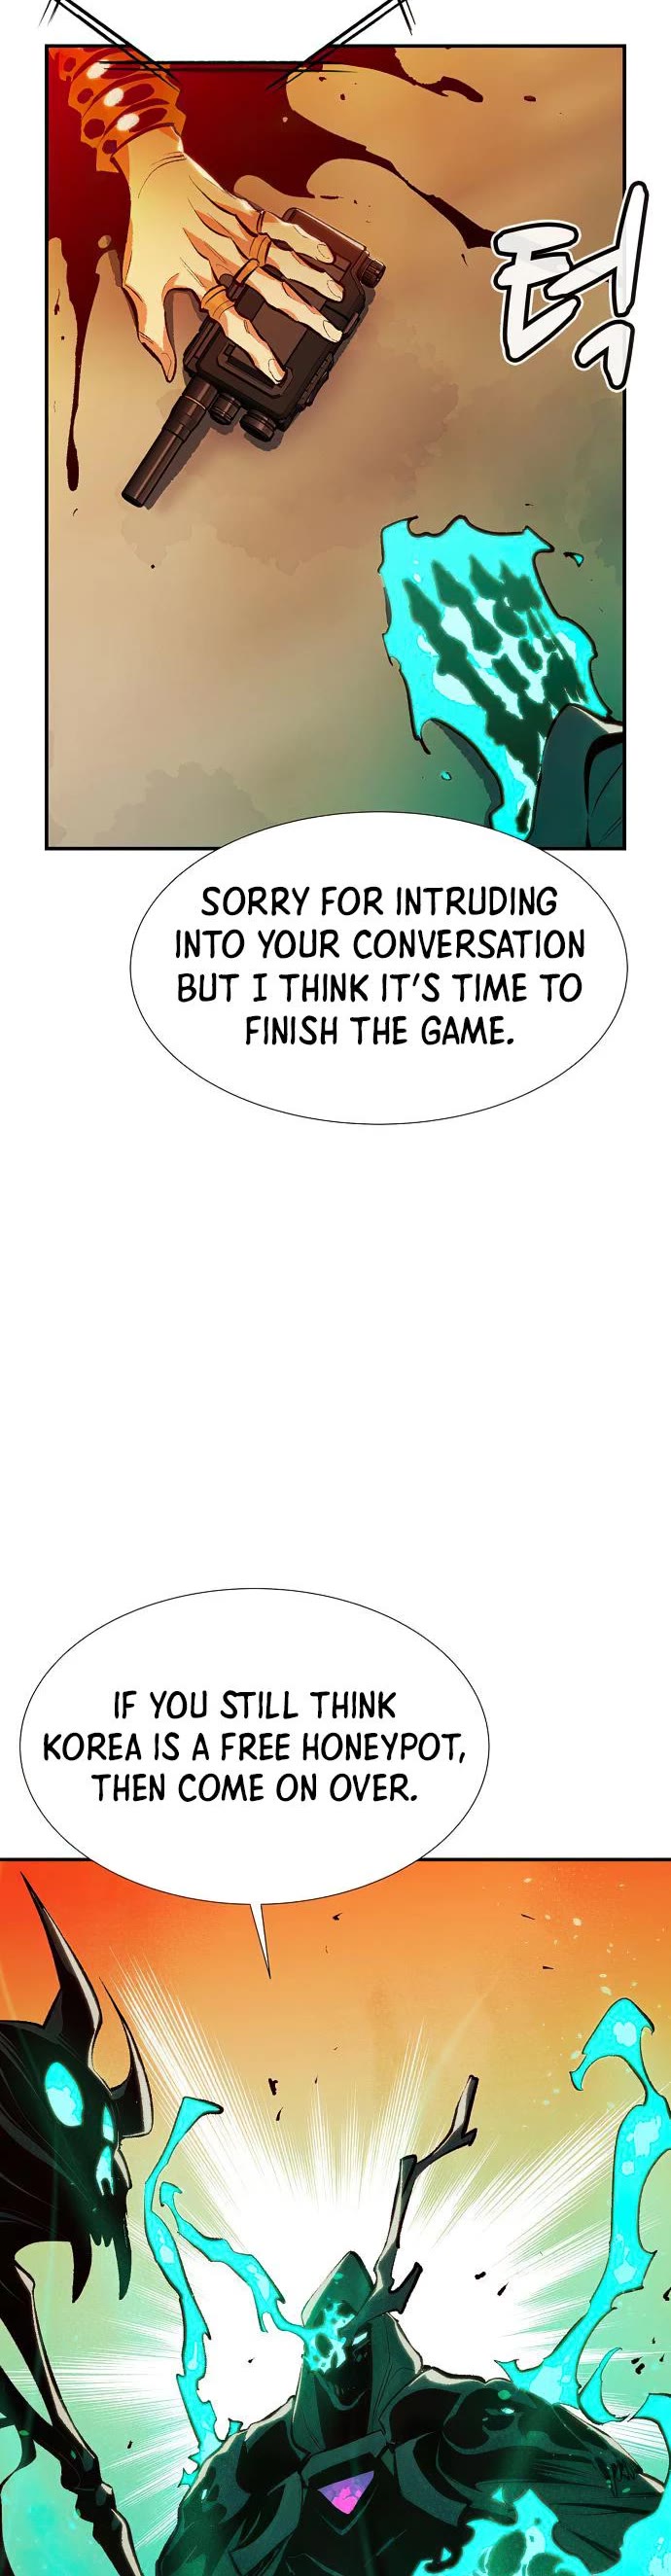 턱
SORRY FOR INTRUDING
INTO YOUR CONVERSATION
BUT I THINK IT'S TIME TO
FINISH THE GAME.
IF YOU STILL THINK
KOREA IS A FREE HONEYPOT,
THEN COME ON OVER.